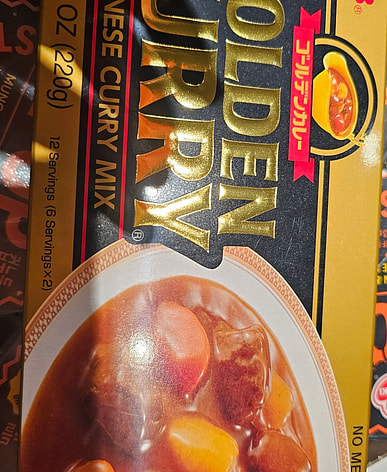 ゴールデンカレー
OLDEN
URRY®
NESE CURRY MIX
OZ (220g)
12 Servings (6 Servings×2)
NO ME